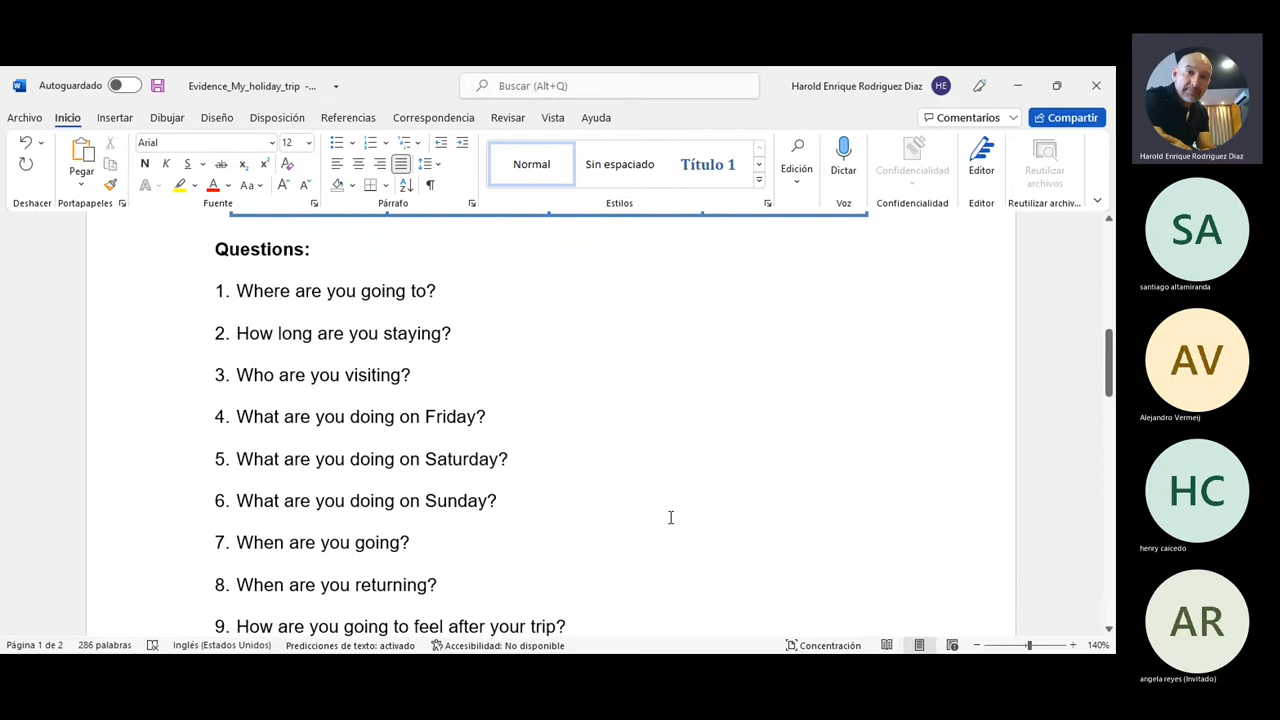 Autoguardado
Evidence_My_holiday_trip -...
Buscar (Alt+Q)
Harold Enrique Rodriguez Diaz
HE
Archivo
Inicio
Insertar
Dibujar
Diseño
Disposición
Referencias
Correspondencia
Revisar
Vista
Ayuda
Comentarios
Compartir
Pegar
Arial
12
N K S ab x₂ x²
A A Aa A A
Normal
Sin espaciado
Título 1
Edición
Dictar
Confidencialidad
Editor
Reutilizar archivos
Deshacer
Portapapeles
Fuente
Párrafo
Estilos
Voz
Confidencialidad
Editor
Reutilizar archiv...
Questions:
1. Where are you going to?
2. How long are you staying?
3. Who are you visiting?
4. What are you doing on Friday?
5. What are you doing on Saturday?
6. What are you doing on Sunday?
7. When are you going?
8. When are you returning?
9. How are you going to feel after your trip?
Página 1 de 2
286 palabras
Inglés (Estados Unidos)
Predicciones de texto: activado
Accesibilidad: No disponible
Concentración
140%
Harold Enrique Rodriguez Diaz
SA
santiago altamiranda
AV
Alejandro Vermeij
HC
henry caicedo
AR
angela reyes (Invitado)